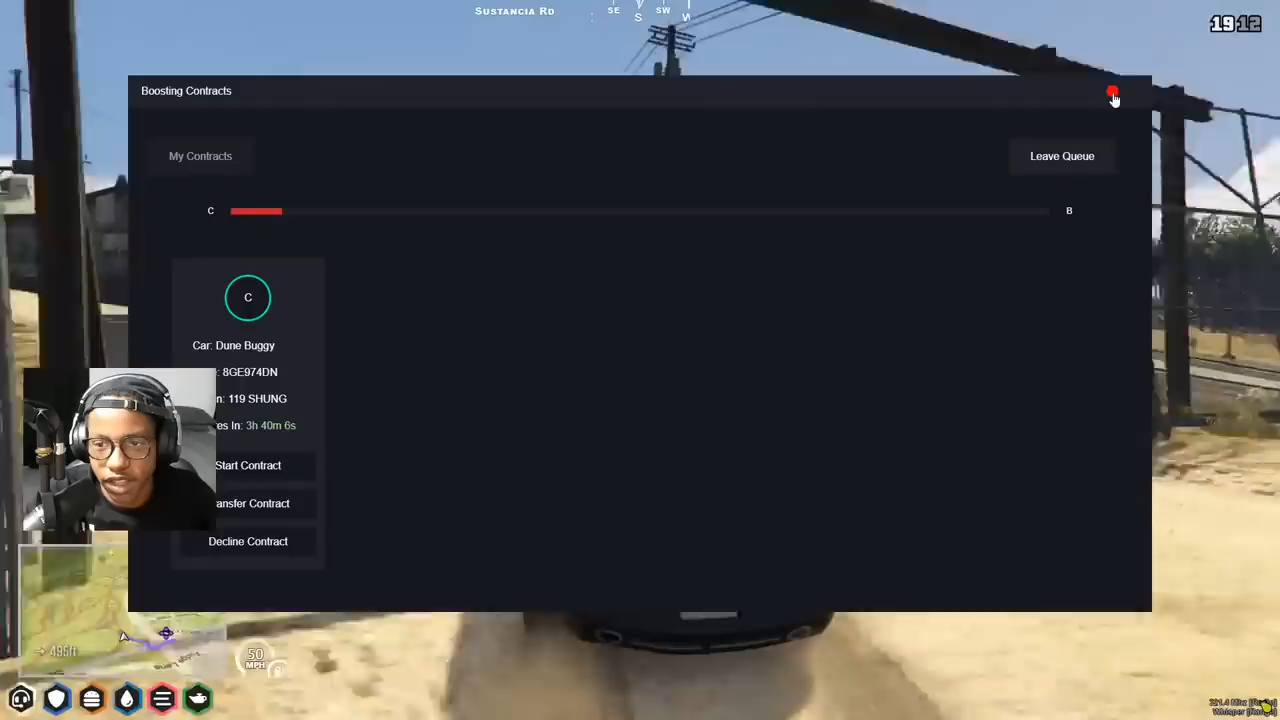 Sustancia Rd
SE S SW W
19:12
Boosting Contracts
My Contracts
Leave Queue
C
B
C
Car: Dune Buggy
: 8GE974DN
n: 119 SHUNG
es In: 3h 40m 6s
Start Contract
ansfer Contract
Decline Contract
495ft
50
MPH